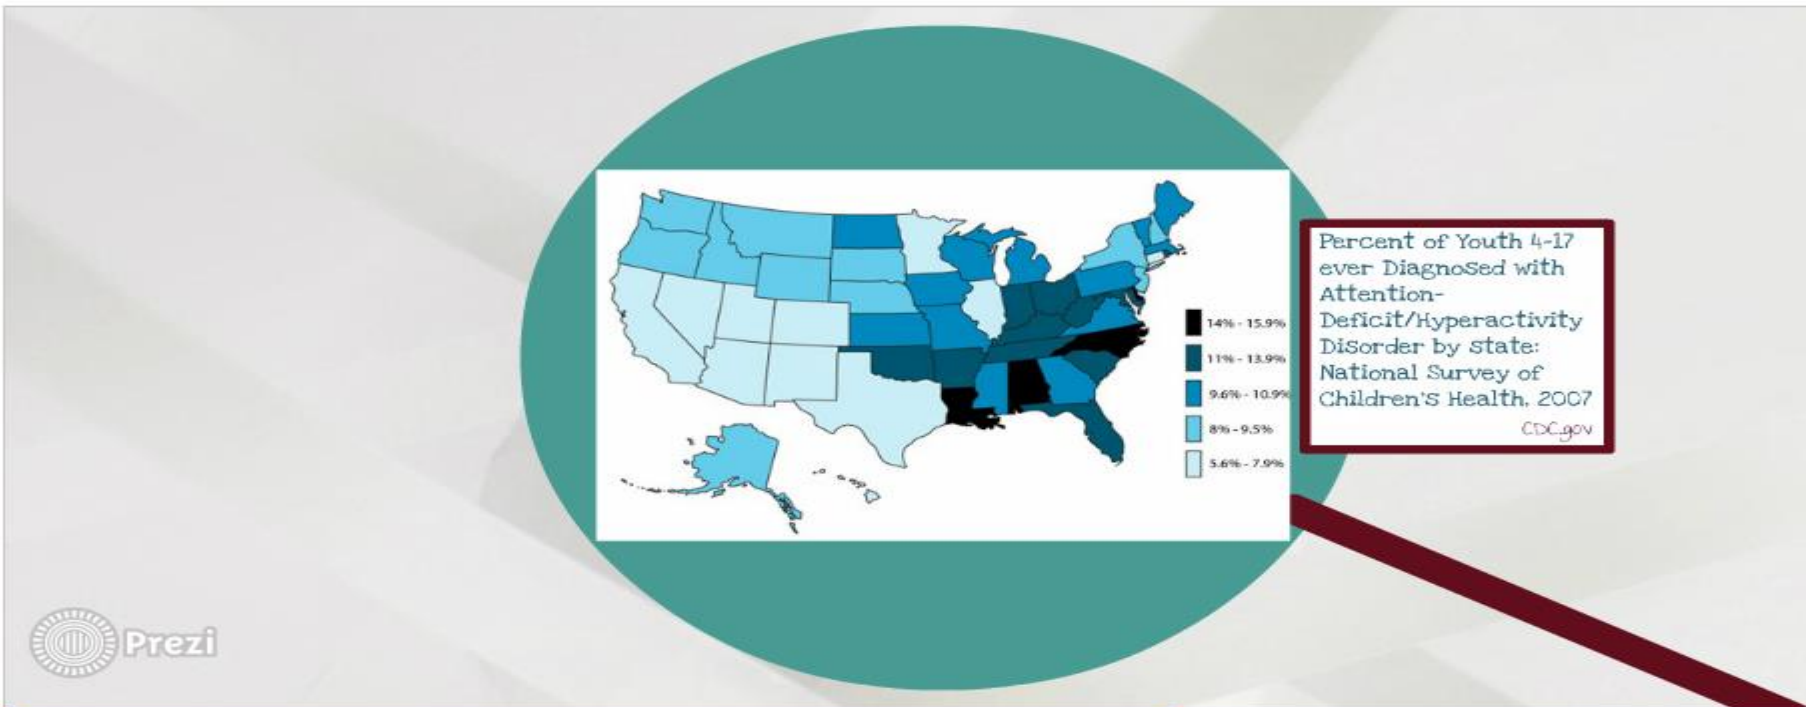 14% - 15.9%
11% - 13.9%
9.6% - 10.9%
8% - 9.5%
5.6% - 7.9%
Percent of Youth 4-17
ever Diagnosed with
Attention-
Deficit/Hyperactivity
Disorder by state:
National Survey of
Children's Health, 2007
CDC.gov
Prezi